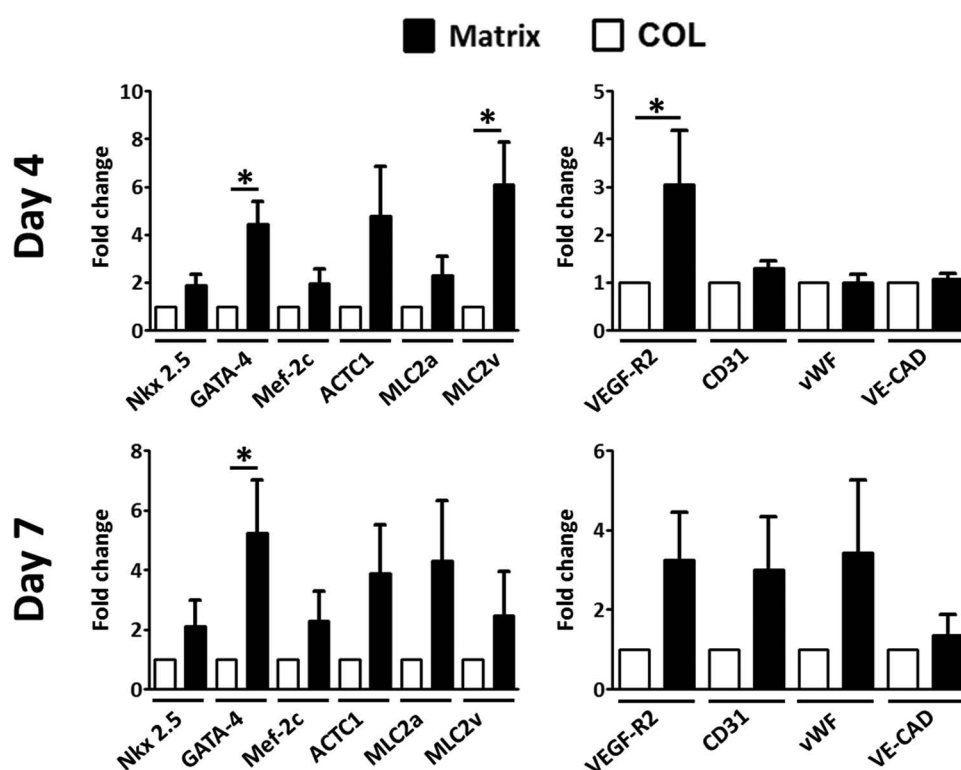 Matrix COL
Day 4
Fold change
10
8
6
4
2
0
* *
Nkx 2.5 GATA-4 Mef-2c ACTC1 MLC2a MLC2v
Fold change
5
4
3
2
1
0
*
VEGF-R2 CD31 vWF VE-CAD
Day 7
Fold change
8
6
4
2
0
*
Nkx 2.5 GATA-4 Mef-2c ACTC1 MLC2a MLC2v
Fold change
6
4
2
0
VEGF-R2 CD31 vWF VE-CAD